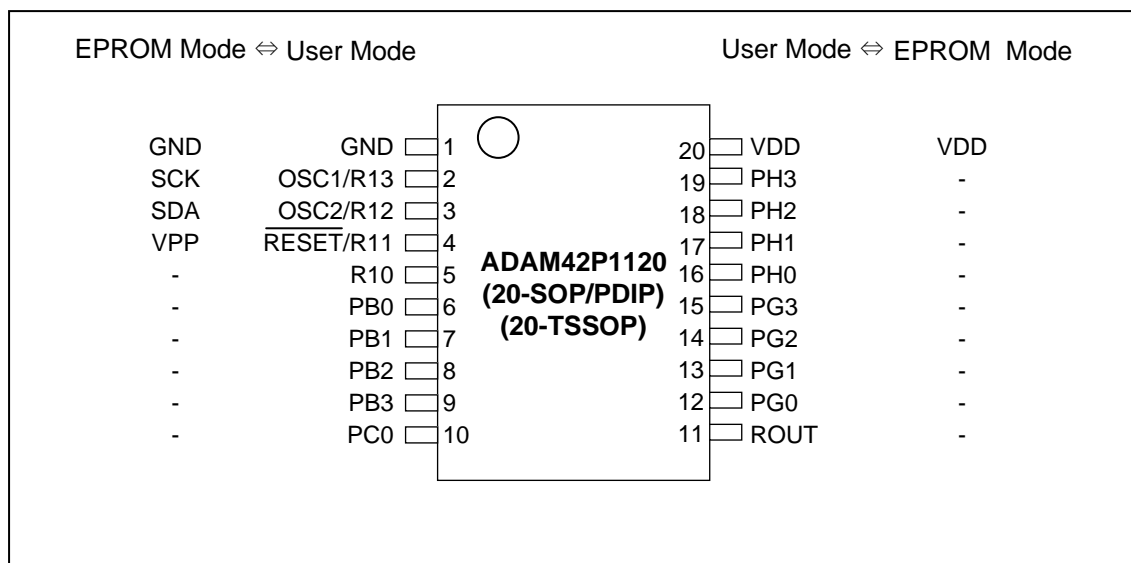 EPROM Mode ⇔ User Mode User Mode ⇔ EPROM Mode
GND GND 1 20 VDD VDD
SCK OSC1/R13 2 19 PH3 -
SDA OSC2/R12 3 18 PH2 -
VPP RESET/R11 4 17 PH1 -
- R10 5 16 PH0 -
- PB0 6 15 PG3 -
- PB1 7 14 PG2 -
- PB2 8 13 PG1 -
- PB3 9 12 PG0 -
- PC0 10 11 ROUT -
ADAM42P1120
(20-SOP/PDIP)
(20-TSSOP)